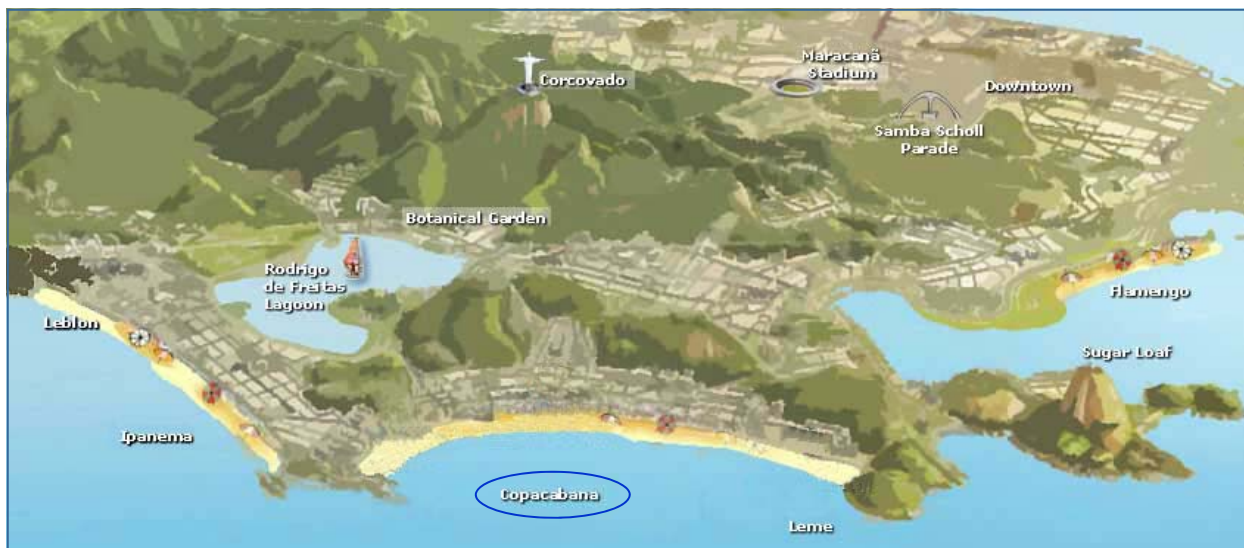 Corcovado
Maracanã
Stadium
Downtown
Samba Scholl
Parade
Botanical Garden
Rodrigo
de Freitas
Lagoon
Flamengo
Leblon
Sugar Loaf
Ipanema
Copacabana
Leme